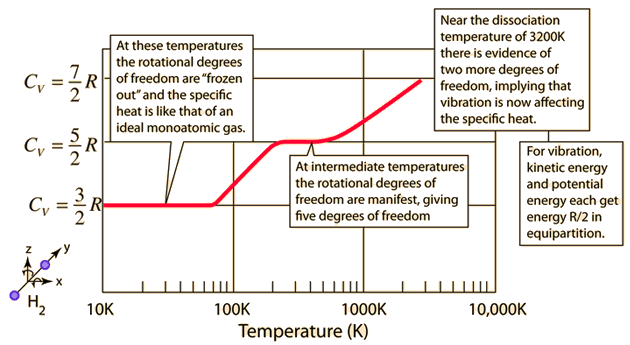 At these temperatures
the rotational degrees
of freedom are "frozen
out" and the specific
heat is like that of an
ideal monoatomic gas.
Near the dissociation
temperature of 3200K
there is evidence of
two more degrees of
freedom, implying that
vibration is now affecting
the specific heat.
C_V = 7/2 R
C_V = 5/2 R
C_V = 3/2 R
At intermediate temperatures
the rotational degrees of
freedom are manifest, giving
five degrees of freedom
For vibration,
kinetic energy
and potential
energy each get
energy R/2 in
equipartition.
z
y
x
H₂
10K
100K
1000K
10,000K
Temperature (K)